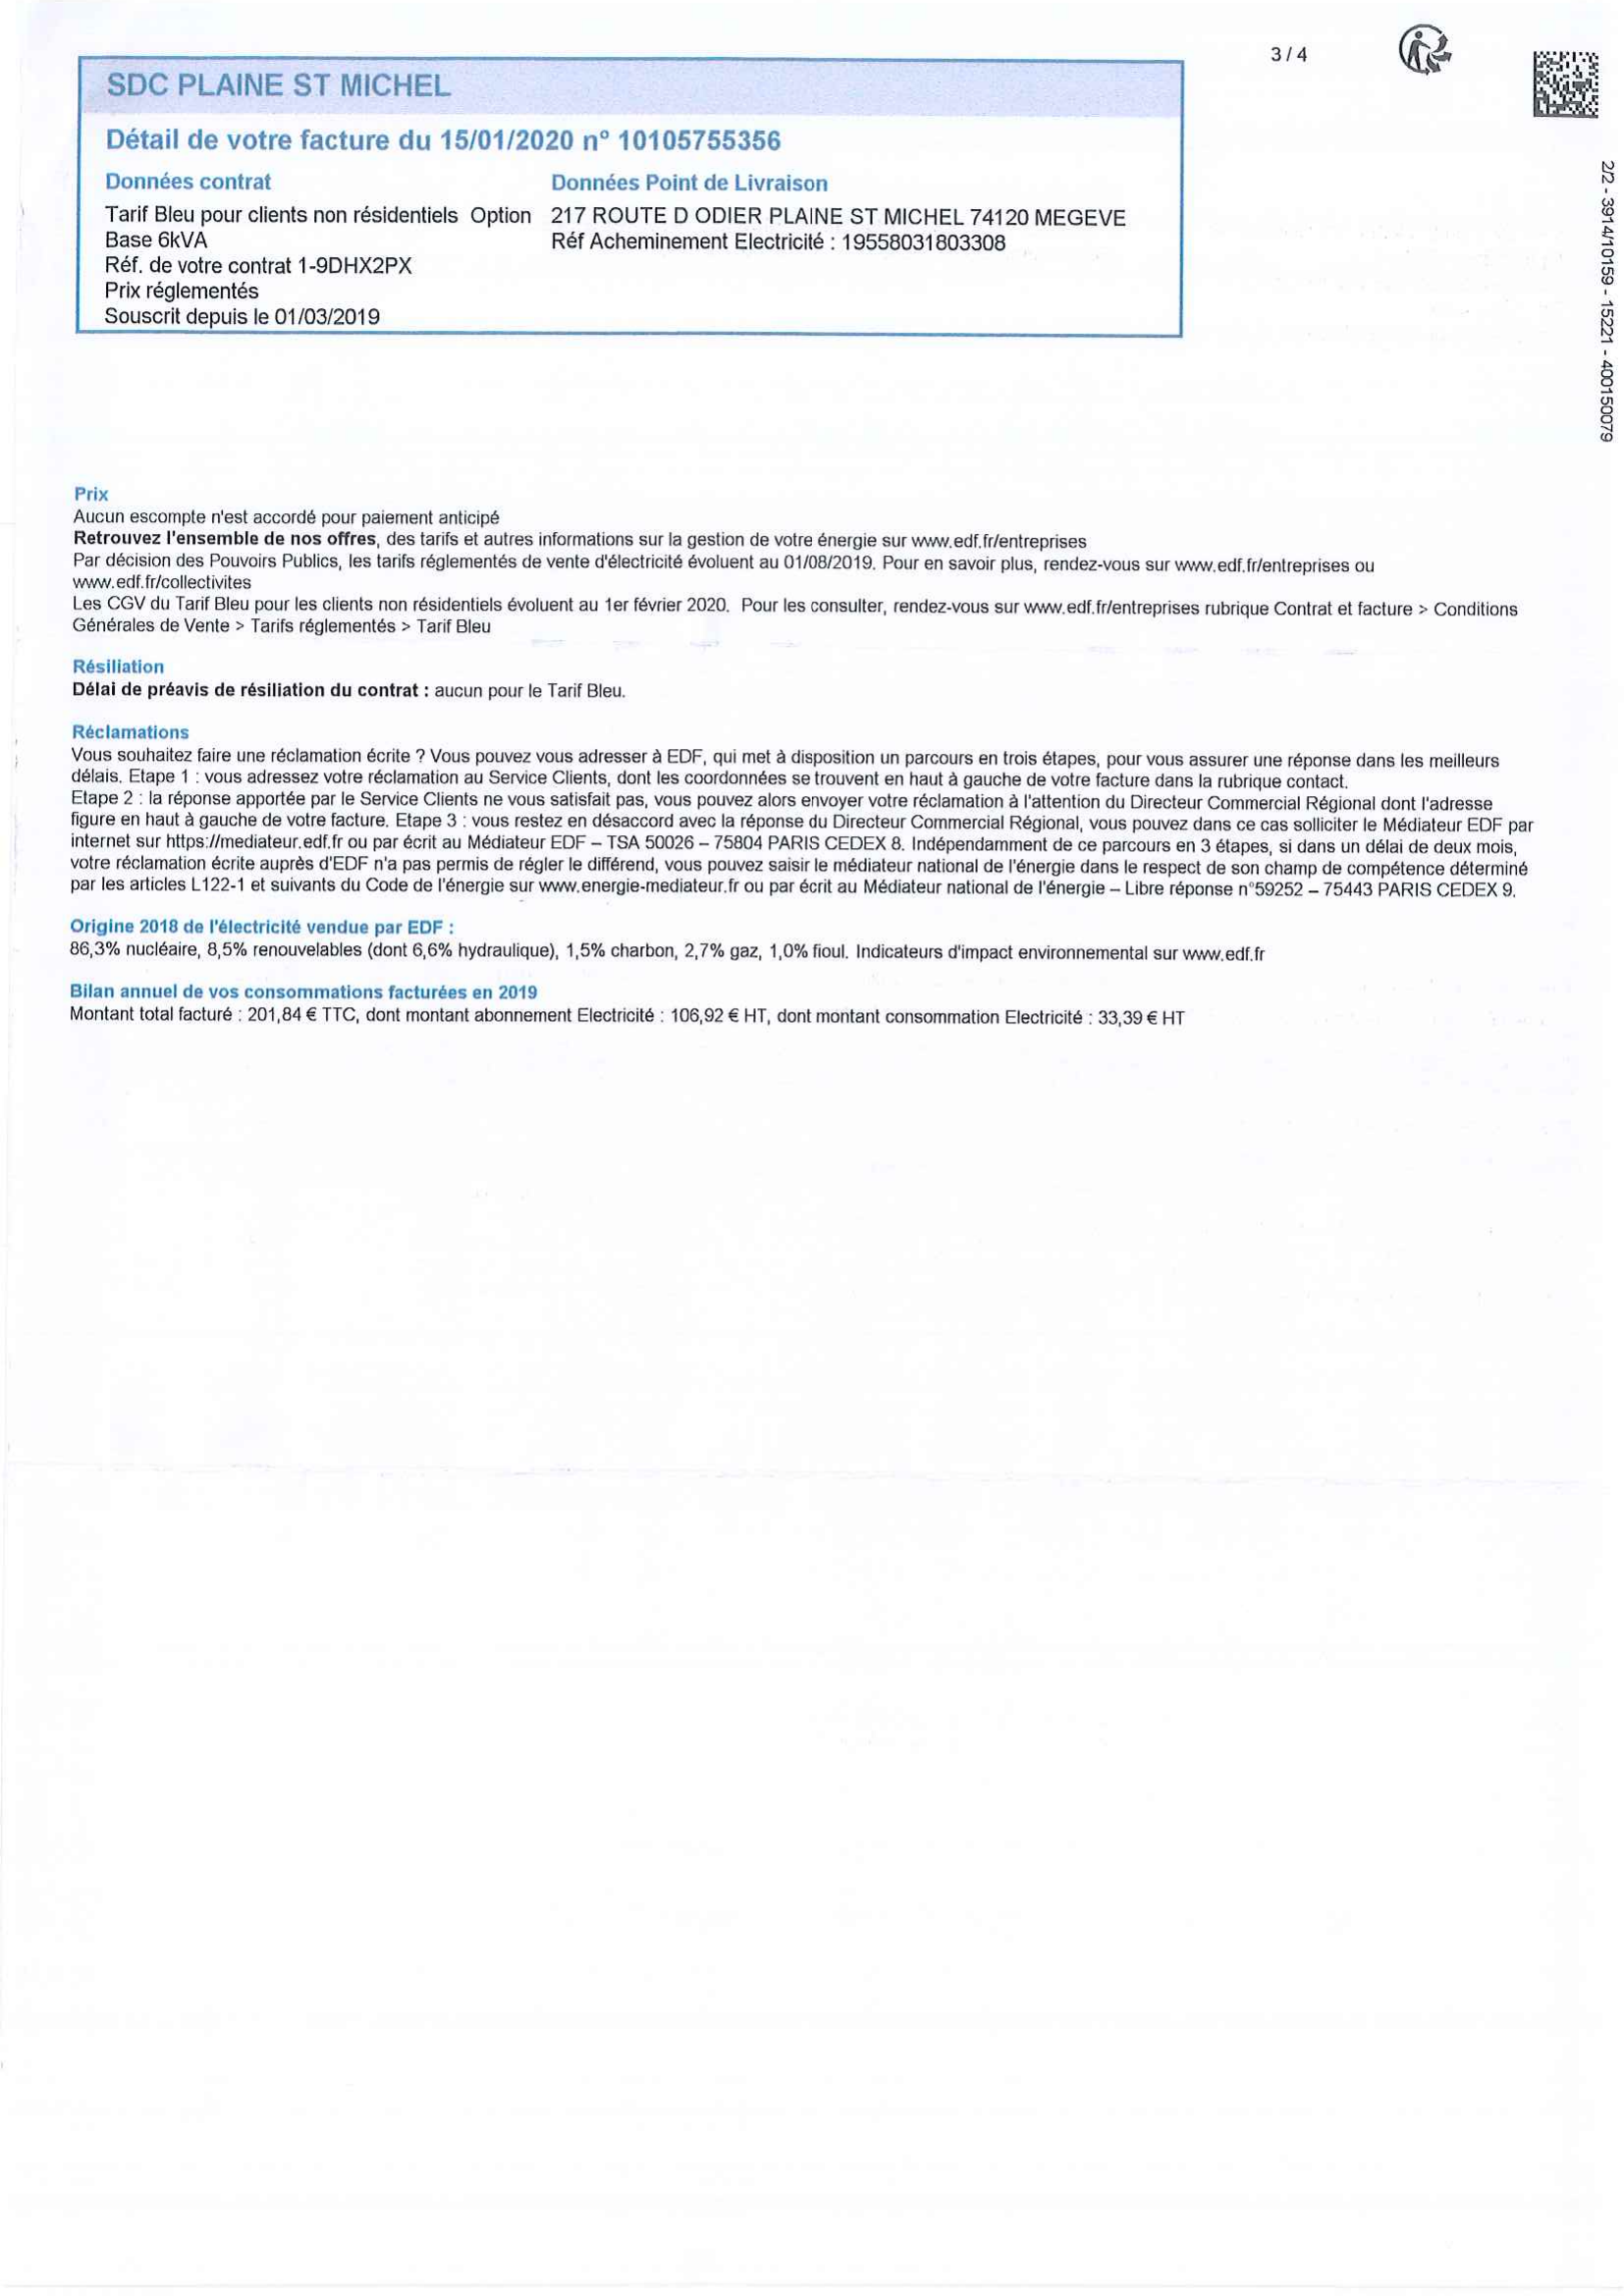 3 / 4
SDC PLAINE ST MICHEL
Détail de votre facture du 15/01/2020 n° 10105755356
Données contrat
Tarif Bleu pour clients non résidentiels Option
Base 6kVA
Réf. de votre contrat 1-9DHX2PX
Prix réglementés
Souscrit depuis le 01/03/2019
Données Point de Livraison
217 ROUTE D ODIER PLAINE ST MICHEL 74120 MEGEVE
Réf Acheminement Electricité : 19558031803308
2/2 - 3914/10159 - 15221 - 400150079
Prix
Aucun escompte n'est accordé pour paiement anticipé
Retrouvez l'ensemble de nos offres, des tarifs et autres informations sur la gestion de votre énergie sur www.edf.fr/entreprises
Par décision des Pouvoirs Publics, les tarifs réglementés de vente d'électricité évoluent au 01/08/2019. Pour en savoir plus, rendez-vous sur www.edf.fr/entreprises ou
www.edf.fr/collectivites
Les CGV du Tarif Bleu pour les clients non résidentiels évoluent au 1er février 2020. Pour les consulter, rendez-vous sur www.edf.fr/entreprises rubrique Contrat et facture > Conditions
Générales de Vente > Tarifs réglementés > Tarif Bleu
Résiliation
Délai de préavis de résiliation du contrat : aucun pour le Tarif Bleu.
Réclamations
Vous souhaitez faire une réclamation écrite ? Vous pouvez vous adresser à EDF, qui met à disposition un parcours en trois étapes, pour vous assurer une réponse dans les meilleurs
délais. Etape 1 : vous adressez votre réclamation au Service Clients, dont les coordonnées se trouvent en haut à gauche de votre facture dans la rubrique contact.
Etape 2 : la réponse apportée par le Service Clients ne vous satisfait pas, vous pouvez alors envoyer votre réclamation à l'attention du Directeur Commercial Régional dont l'adresse
figure en haut à gauche de votre facture. Etape 3 : vous restez en désaccord avec la réponse du Directeur Commercial Régional, vous pouvez dans ce cas solliciter le Médiateur EDF par
internet sur https://mediateur.edf.fr ou par écrit au Médiateur EDF – TSA 50026 – 75804 PARIS CEDEX 8. Indépendamment de ce parcours en 3 étapes, si dans un délai de deux mois,
votre réclamation écrite auprès d'EDF n'a pas permis de régler le différend, vous pouvez saisir le médiateur national de l'énergie dans le respect de son champ de compétence déterminé
par les articles L122-1 et suivants du Code de l'énergie sur www.energie-mediateur.fr ou par écrit au Médiateur national de l'énergie – Libre réponse n°59252 – 75443 PARIS CEDEX 9.
Origine 2018 de l'électricité vendue par EDF :
86,3% nucléaire, 8,5% renouvelables (dont 6,6% hydraulique), 1,5% charbon, 2,7% gaz, 1,0% fioul. Indicateurs d'impact environnemental sur www.edf.fr
Bilan annuel de vos consommations facturées en 2019
Montant total facturé : 201,84 € TTC, dont montant abonnement Electricité : 106,92 € HT, dont montant consommation Electricité : 33,39 € HT